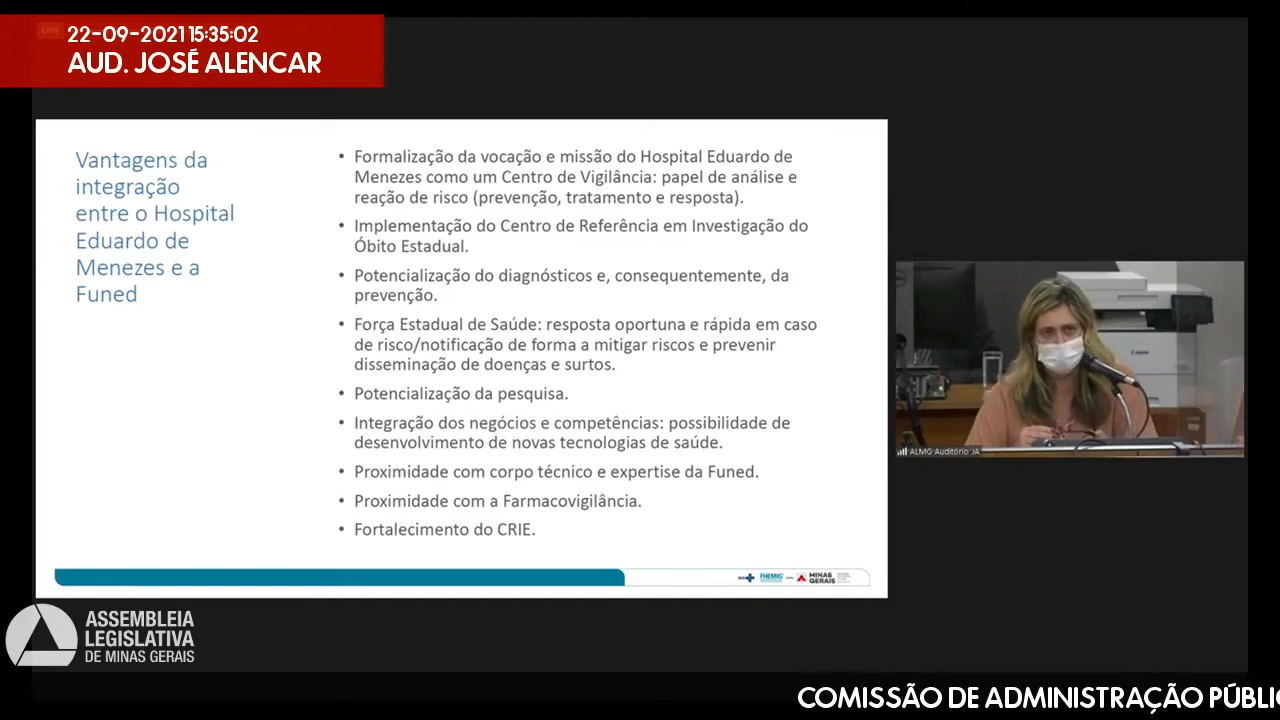 22-09-2021 15:35:02
AUD. JOSÉ ALENCAR
Vantagens da
integração
entre o Hospital
Eduardo de
Menezes e a
Funed
• Formalização da vocação e missão do Hospital Eduardo de
Menezes como um Centro de Vigilância: papel de análise e
reação de risco (prevenção, tratamento e resposta).
• Implementação do Centro de Referência em Investigação do
Óbito Estadual.
• Potencialização do diagnósticos e, consequentemente, da
prevenção.
• Força Estadual de Saúde: resposta oportuna e rápida em caso
de risco/notificação de forma a mitigar riscos e prevenir
disseminação de doenças e surtos.
• Potencialização da pesquisa.
• Integração dos negócios e competências: possibilidade de
desenvolvimento de novas tecnologias de saúde.
• Proximidade com corpo técnico e expertise da Funed.
• Proximidade com a Farmacovigilância.
• Fortalecimento do CRIE.
FHEMIG
MINAS
GERAIS
Canon
ALMG Auditório JA
ASSEMBLEIA
LEGISLATIVA
DE MINAS GERAIS
COMISSÃO DE ADMINISTRAÇÃO PÚBLI